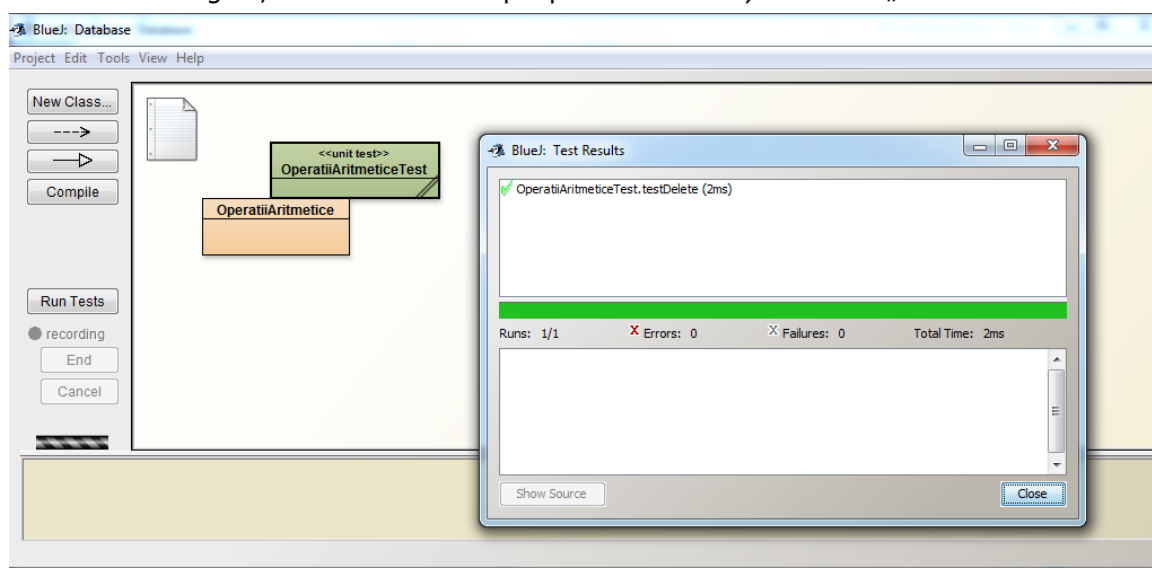 BlueJ: Database
Project Edit Tools View Help
New Class...
Compile
Run Tests
recording
End
Cancel
<<unit test>>
OperatiiAritmeticeTest
OperatiiAritmetice
BlueJ: Test Results
OperatiiAritmeticeTest.testDelete (2ms)
Runs: 1/1 X Errors: 0 X Failures: 0 Total Time: 2ms
Show Source Close